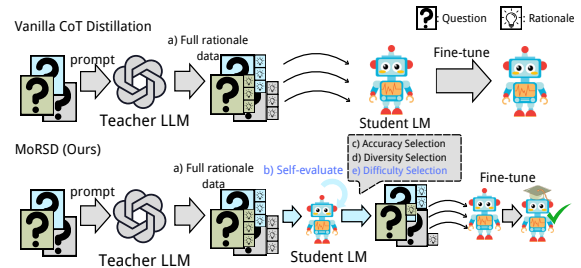 : Question
: Rationale
Vanilla CoT Distillation
prompt
a) Full rationale
data
Teacher LLM
Student LM
Fine-tune
MoRSD (Ours)
prompt
a) Full rationale
data
Teacher LLM
b) Self-evaluate
Student LM
c) Accuracy Selection
d) Diversity Selection
e) Difficulty Selection
Fine-tune